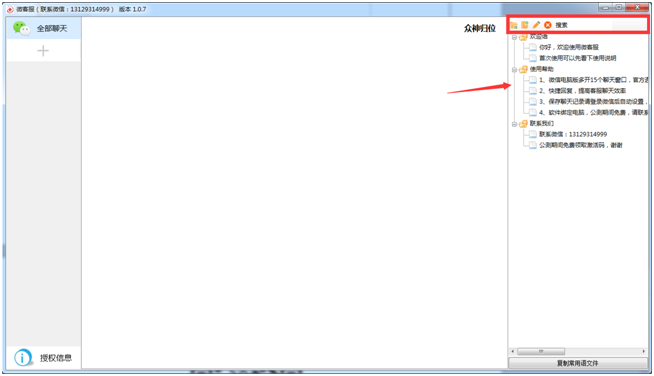 微客服（联系微信：13129314999） 版本 1.0.7
全部聊天
众神归位
搜索
欢迎语
你好，欢迎使用微客服
首次使用可以先看下使用说明
使用帮助
1、微信电脑版多开15个聊天窗口，官方正
2、快捷回复，提高客服聊天效率
3、保存聊天记录请登录微信后自动设置，
4、软件绑定电脑，公测期间免费，请联系
联系我们
联系微信：13129314999
公测期间免费领取激活码，谢谢
授权信息
复制常用语文件